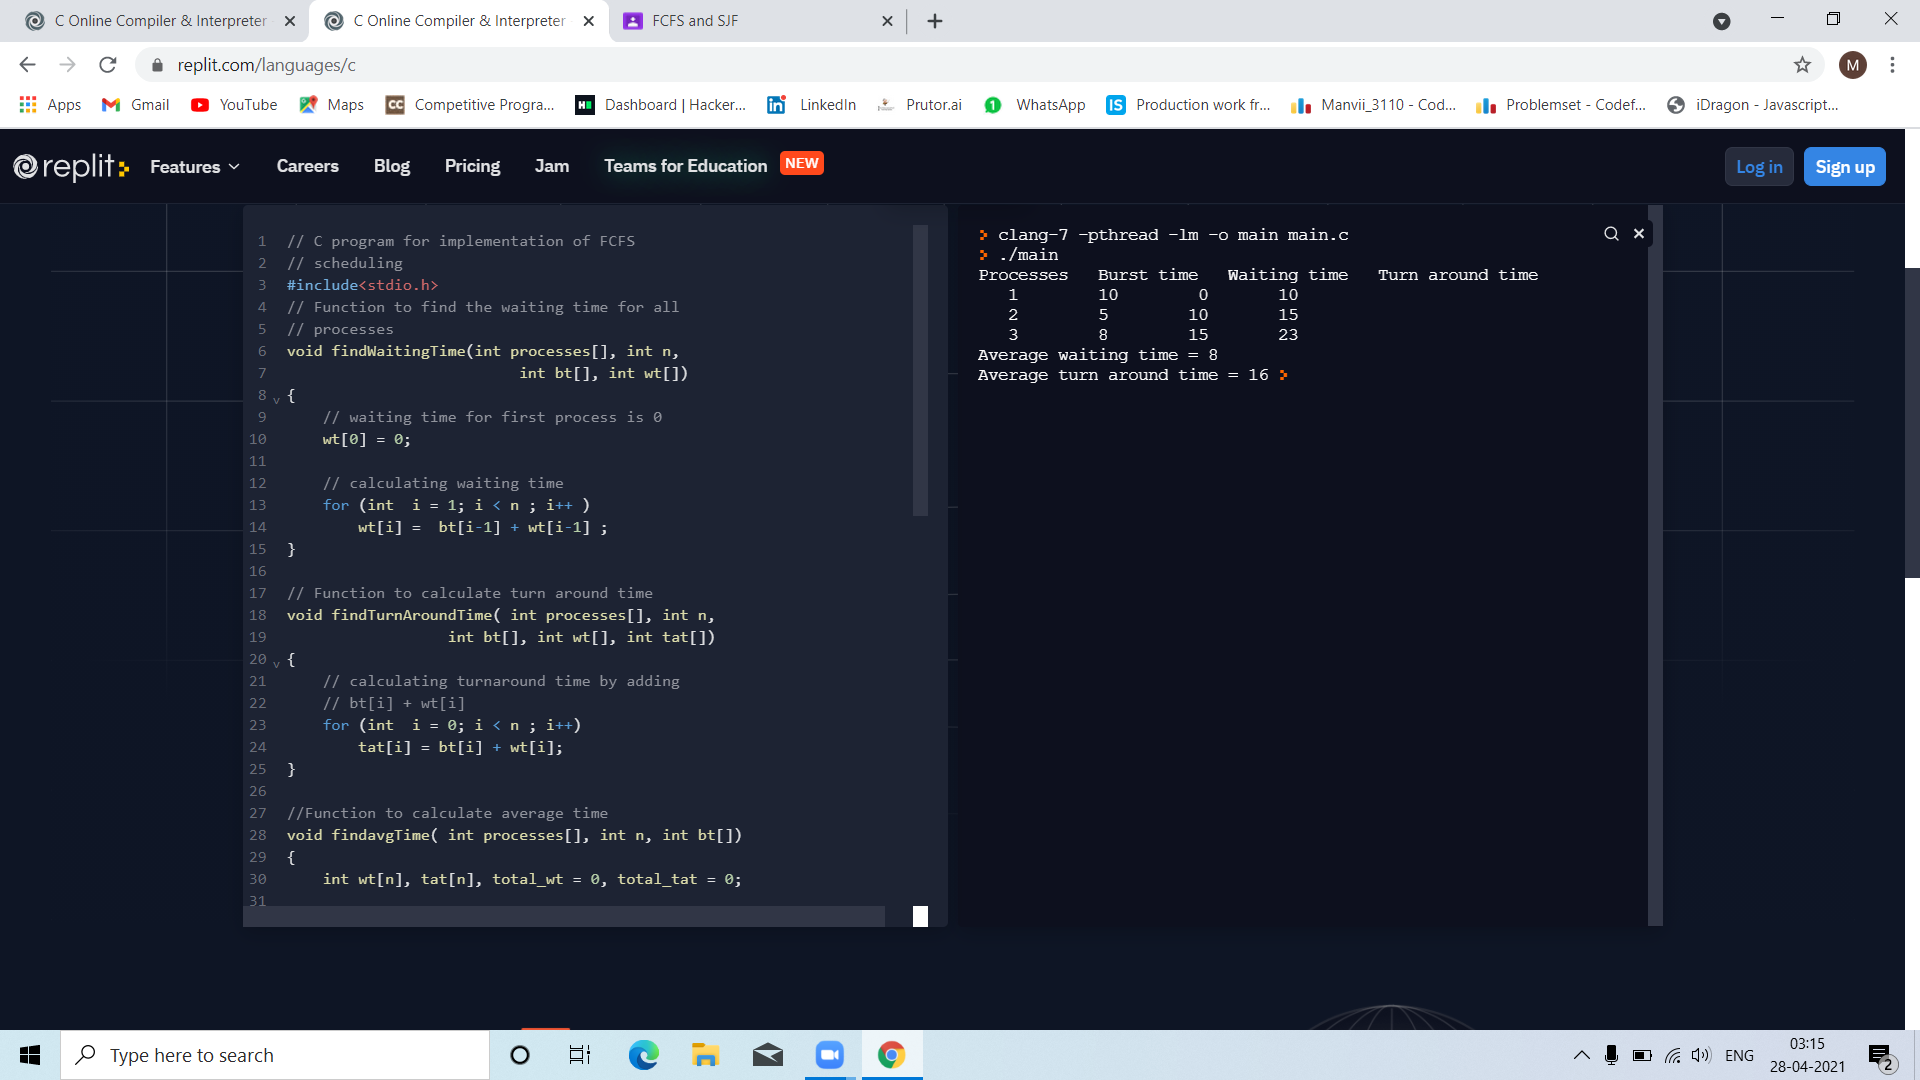 C Online Compiler & Interpreter
C Online Compiler & Interpreter
FCFS and SJF
replit.com/languages/c
M
Apps
Gmail
YouTube
Maps
CC Competitive Progra...
Dashboard | Hacker...
LinkedIn
Prutor.ai
1 WhatsApp
IS Production work fr...
Manvii_3110 - Cod...
Problemset - Codef...
iDragon - Javascript...
replit
Features
Careers
Blog
Pricing
Jam
Teams for Education
NEW
Log in
Sign up
1 // C program for implementation of FCFS
2 // scheduling
3 #include<stdio.h>
4 // Function to find the waiting time for all
5 // processes
6 void findWaitingTime(int processes[], int n,
7 int bt[], int wt[])
8 {
9 // waiting time for first process is 0
10 wt[0] = 0;
11
12 // calculating waiting time
13 for (int  i = 1; i < n ; i++ )
14 wt[i] =  bt[i-1] + wt[i-1] ;
15 }
16
17 // Function to calculate turn around time
18 void findTurnAroundTime( int processes[], int n,
19 int bt[], int wt[], int tat[])
20 {
21 // calculating turnaround time by adding
22 // bt[i] + wt[i]
23 for (int  i = 0; i < n ; i++)
24 tat[i] = bt[i] + wt[i];
25 }
26
27 //Function to calculate average time
28 void findavgTime( int processes[], int n, int bt[])
29 {
30 int wt[n], tat[n], total_wt = 0, total_tat = 0;
31
clang-7 -pthread -lm -o main main.c
./main
Processes   Burst time   Waiting time   Turn around time
1 10 0 10
2 5 10 15
3 8 15 23
Average waiting time = 8
Average turn around time = 16
Type here to search
ENG
03:15
28-04-2021
2